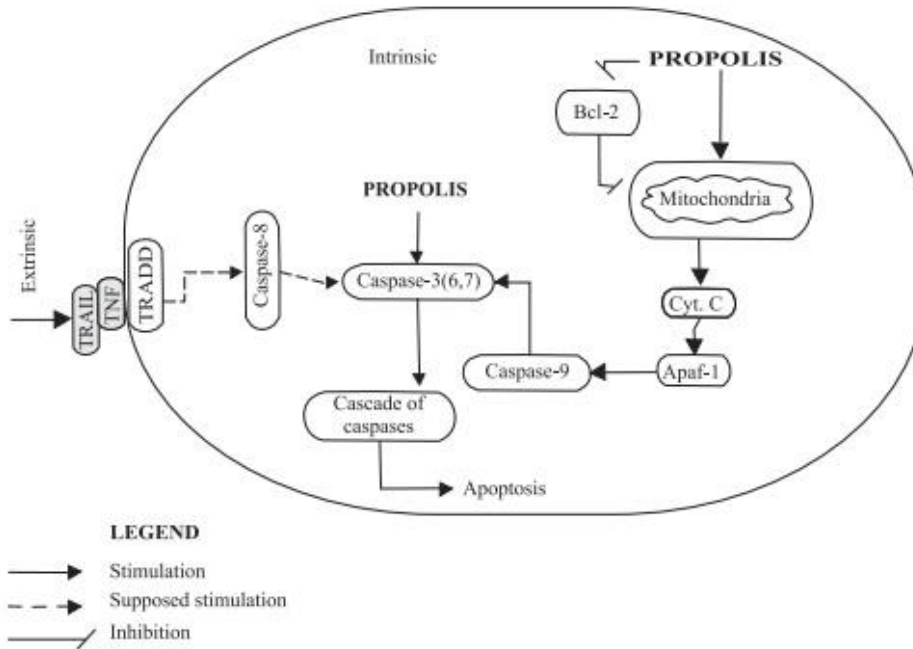 Intrinsic
PROPOLIS
Bcl-2
Mitochondria
PROPOLIS
Extrinsic
TRAIL
TNF
TRADD
Caspase-8
Caspase-3(6,7)
Cyt. C
Caspase-9
Apaf-1
Cascade of
caspases
Apoptosis
LEGEND
Stimulation
Supposed stimulation
Inhibition